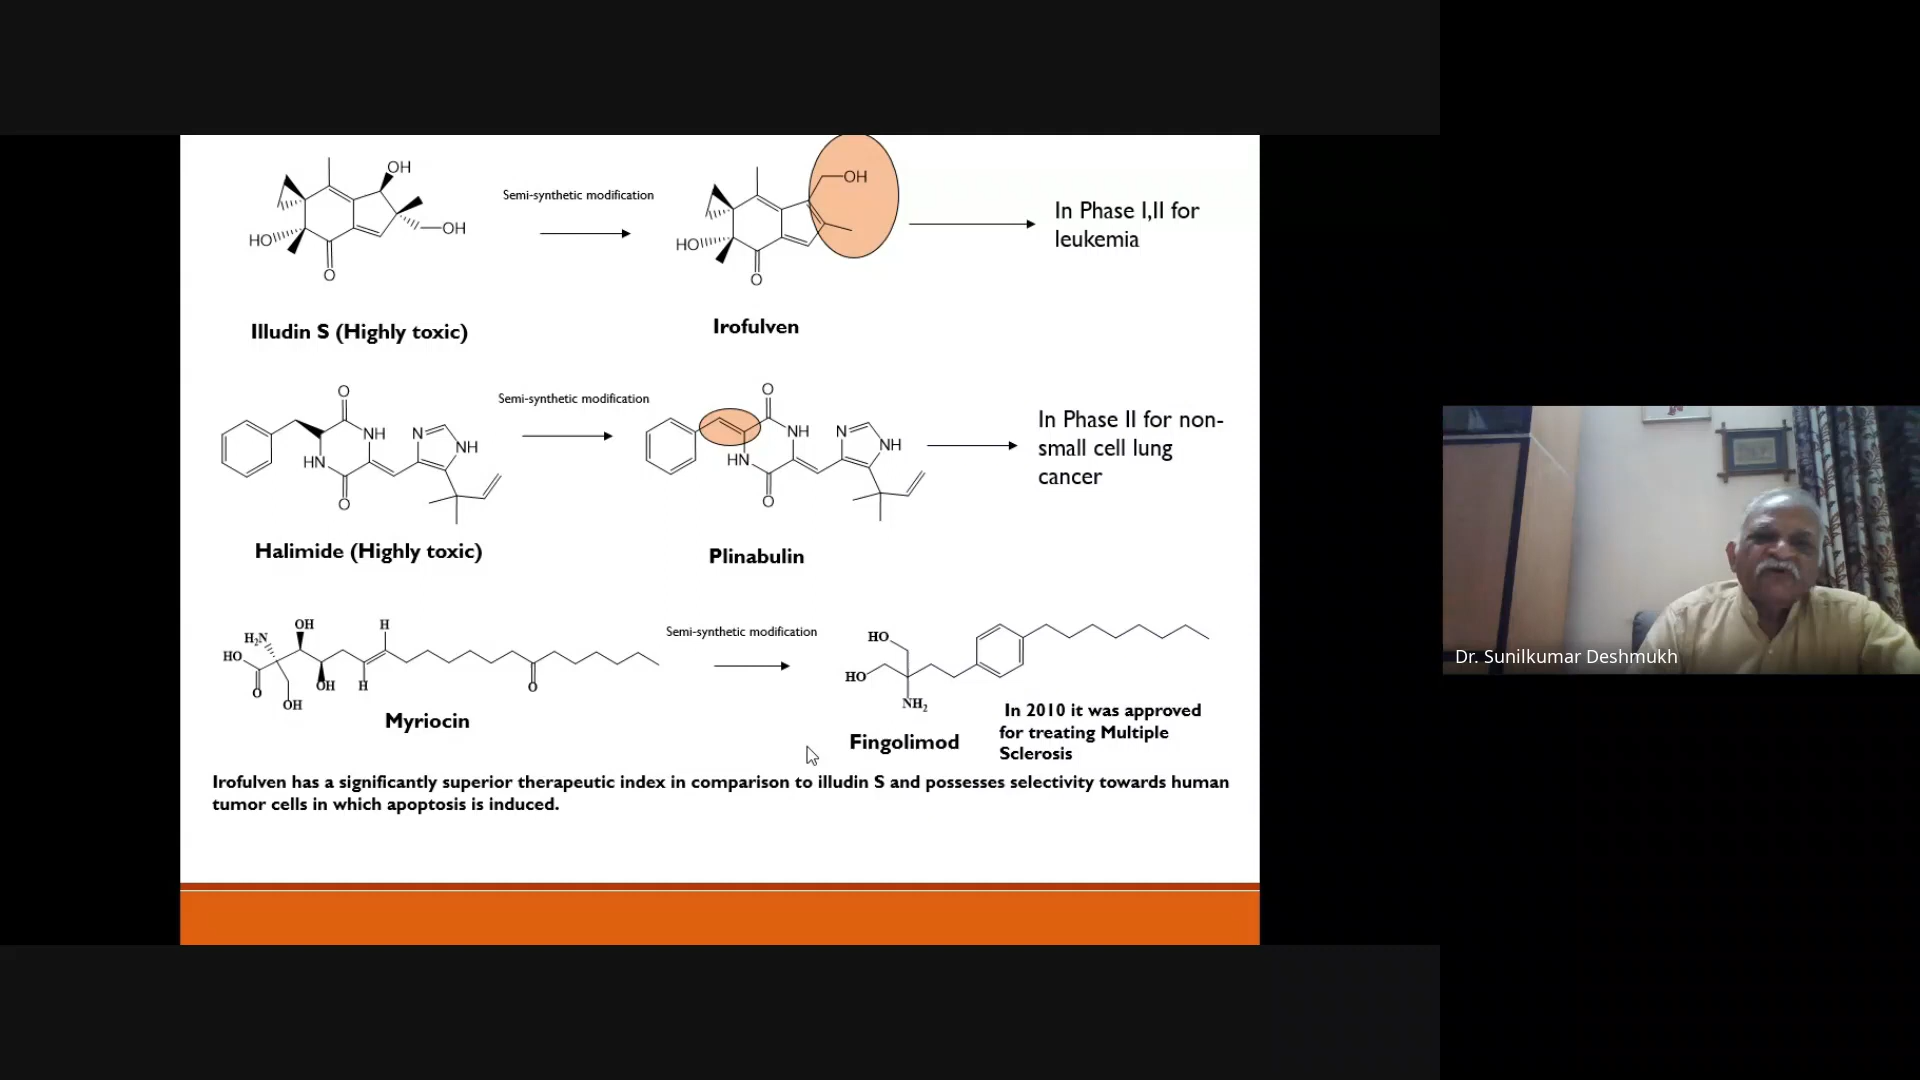 OH
OH
HO
O
Illudin S (Highly toxic)
Semi-synthetic modification
OH
HO
O
Irofulven
In Phase I,II for
leukemia
O
NH
N
NH
HN
O
Halimide (Highly toxic)
Semi-synthetic modification
O
NH
N
NH
HN
O
Plinabulin
In Phase II for non-
small cell lung
cancer
OH
H
H₂N
HO
O
OH
H
OH
O
Myriocin
Semi-synthetic modification
HO
HO
NH₂
Fingolimod
In 2010 it was approved
for treating Multiple
Sclerosis
Irofulven has a significantly superior therapeutic index in comparison to illudin S and possesses selectivity towards human
tumor cells in which apoptosis is induced.
Dr. Sunilkumar Deshmukh